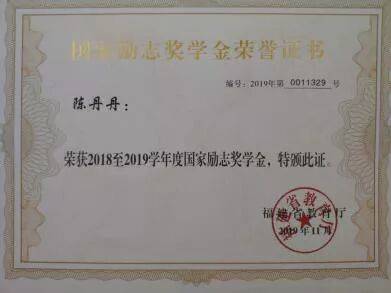 国家励志奖学金荣誉证书
编号：2019年第 0011329 号
陈丹丹：
荣获2018至2019学年度国家励志奖学金，特颁此证。
福建省教育厅
2019年11月